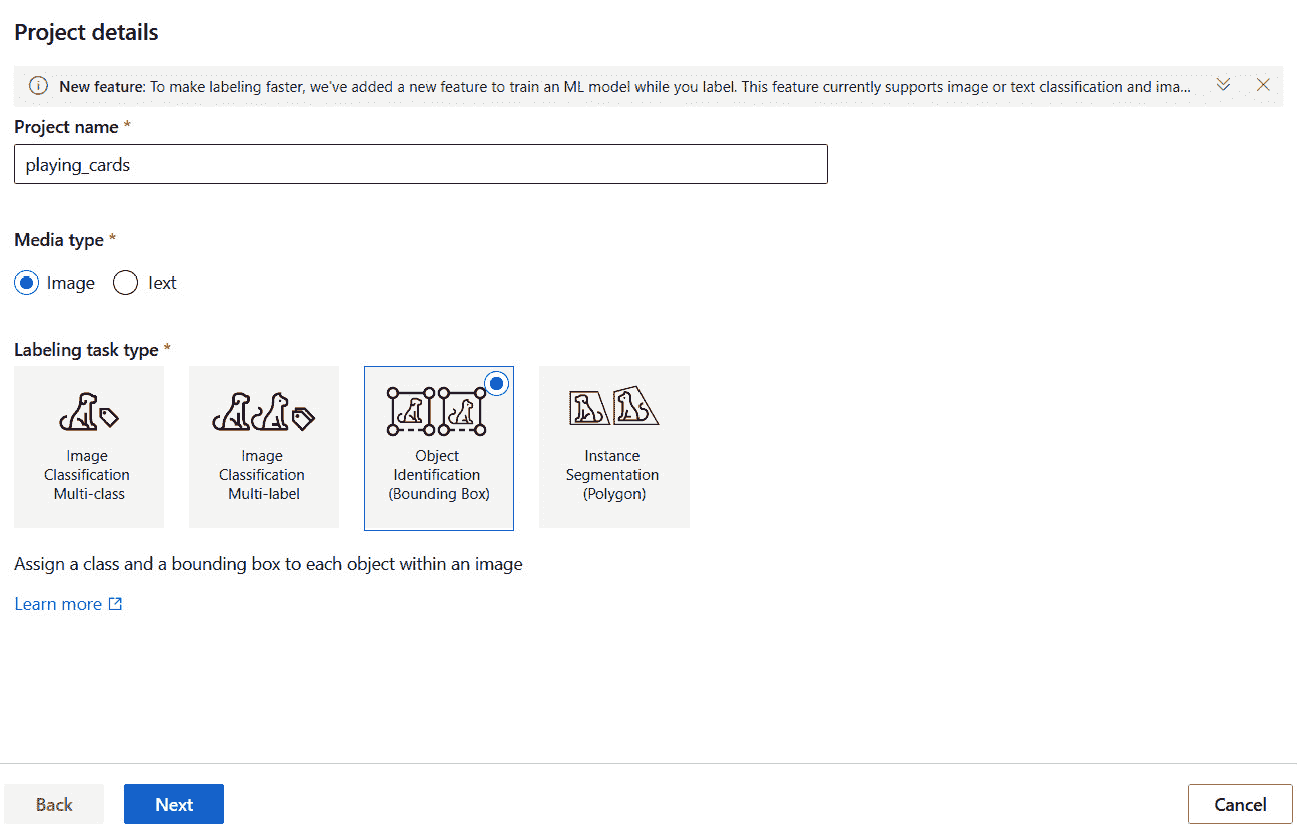 Project details
New feature: To make labeling faster, we've added a new feature to train an ML model while you label. This feature currently supports image or text classification and ima...
Project name *
playing_cards
Media type *
Image Text
Labeling task type *
Image
Classification
Multi-class
Image
Classification
Multi-label
Object
Identification
(Bounding Box)
Instance
Segmentation
(Polygon)
Assign a class and a bounding box to each object within an image
Learn more
Back Next Cancel